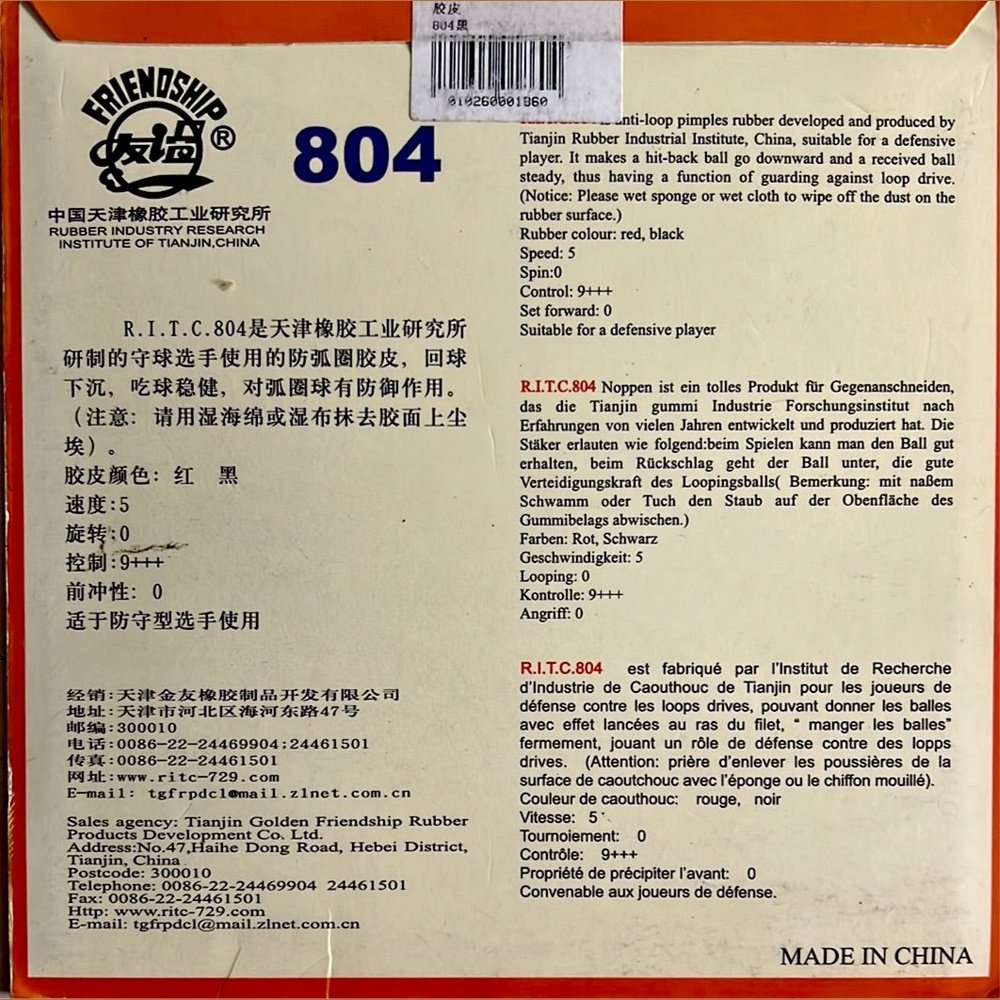 胶皮
804黑
010260001860
FRIENDSHIP
友谊®
804
中国天津橡胶工业研究所
RUBBER INDUSTRY RESEARCH
INSTITUTE OF TIANJIN,CHINA
R.I.T.C.804是天津橡胶工业研究所
研制的守球选手使用的防弧圈胶皮，回球
下沉，吃球稳健，对弧圈球有防御作用。
（注意：请用湿海绵或湿布抹去胶面上尘
埃）。
胶皮颜色：红 黑
速度:5
旋转:0
控制:9+++
前冲性: 0
适于防守型选手使用
经销:天津金友橡胶制品开发有限公司
地址:天津市河北区海河东路47号
邮编:300010
电话:0086-22-24469904;24461501
传真:0086-22-24461501
网址:www.ritc-729.com
E-mail: tgfrpdcl@mail.zlnet.com.cn
Sales agency: Tianjin Golden Friendship Rubber
Products Development Co. Ltd.
Address:No.47,Haihe Dong Road, Hebei District,
Tianjin, China
Postcode: 300010
Telephone: 0086-22-24469904 24461501
Fax: 0086-22-24461501
Http: www.ritc-729.com
E-mail: tgfrpdcl@mail.zlnet.com.cn
anti-loop pimples rubber developed and produced by
Tianjin Rubber Industrial Institute, China, suitable for a defensive
player. It makes a hit-back ball go downward and a received ball
steady, thus having a function of guarding against loop drive.
(Notice: Please wet sponge or wet cloth to wipe off the dust on the
rubber surface.)
Rubber colour: red, black
Speed: 5
Spin:0
Control: 9+++
Set forward: 0
Suitable for a defensive player
R.I.T.C.804 Noppen ist ein tolles Produkt für Gegenanschneiden,
das die Tianjin gummi Industrie Forschungsinstitut nach
Erfahrungen von vielen Jahren entwickelt und produziert hat. Die
Stäker erlauten wie folgend:beim Spielen kann man den Ball gut
erhalten, beim Rückschlag geht der Ball unter, die gute
Verteidigungskraft des Loopingsballs( Bemerkung: mit naßem
Schwamm oder Tuch den Staub auf der Obenfläche des
Gummibelags abwischen.)
Farben: Rot, Schwarz
Geschwindigkeit: 5
Looping: 0
Kontrolle: 9+++
Angriff: 0
R.I.T.C.804 est fabriqué par l'Institut de Recherche
d'Industrie de Caouthouc de Tianjin pour les joueurs de
défense contre les loops drives, pouvant donner les balles
avec effet lancées au ras du filet, “ manger les balles”
fermement, jouant un rôle de défense contre des lopps
drives. (Attention: prière d'enlever les poussières de la
surface de caoutchouc avec l'éponge ou le chiffon mouillé).
Couleur de caouthouc: rouge, noir
Vitesse: 5
Tournoiement: 0
Contrôle: 9+++
Propriété de précipiter l'avant: 0
Convenable aux joueurs de défense.
MADE IN CHINA